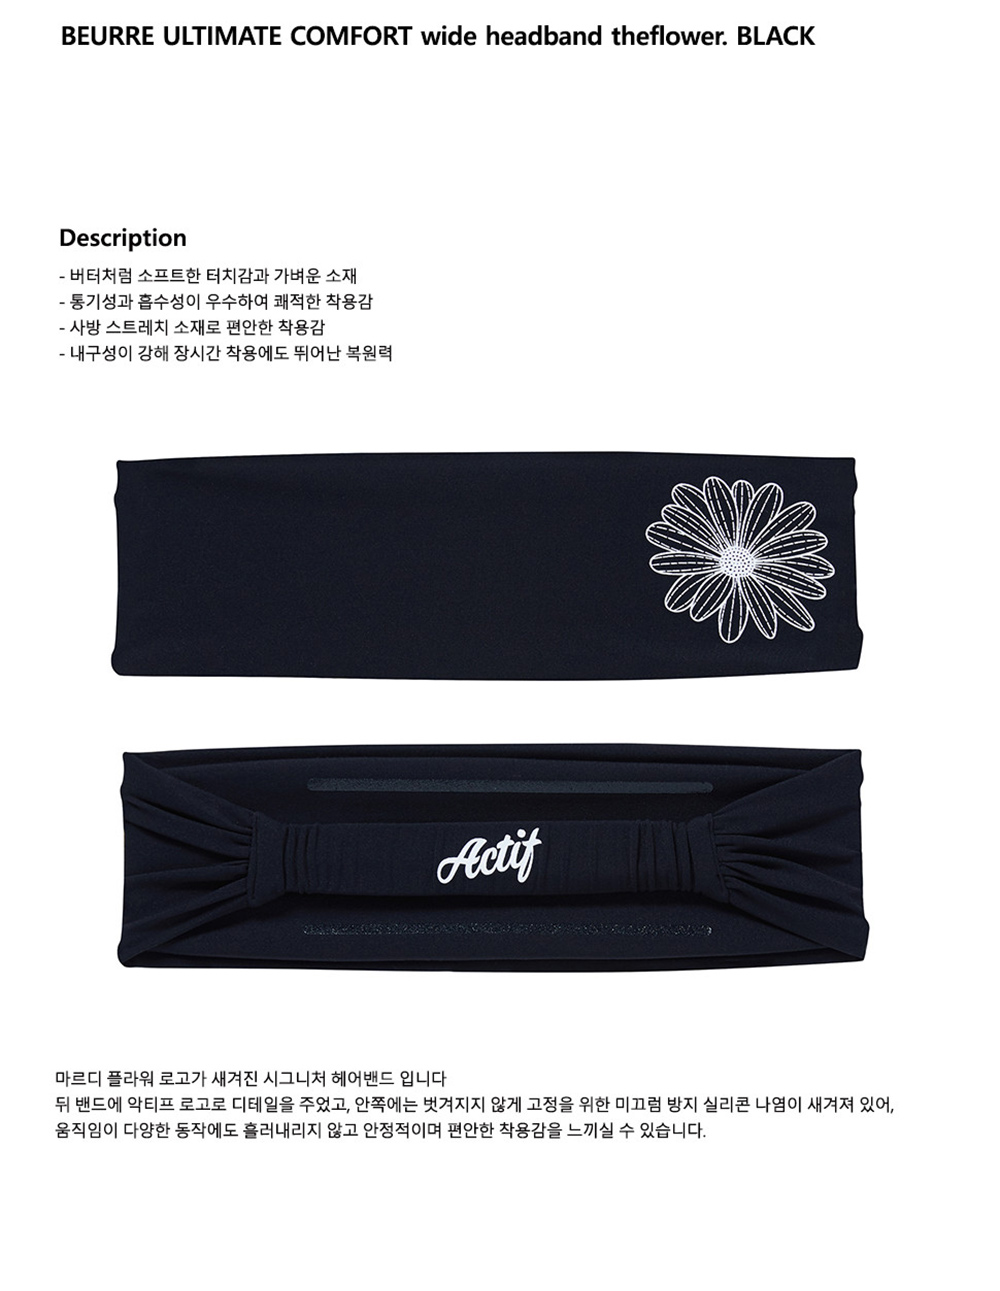 BEURRE ULTIMATE COMFORT wide headband theflower. BLACK
Description
- 버터처럼 소프트한 터치감과 가벼운 소재
- 통기성과 흡수성이 우수하여 쾌적한 착용감
- 사방 스트레치 소재로 편안한 착용감
- 내구성이 강해 장시간 착용에도 뛰어난 복원력
Actif
마르디 플라워 로고가 새겨진 시그니처 헤어밴드 입니다
뒤 밴드에 악티프 로고로 디테일을 주었고, 안쪽에는 벗겨지지 않게 고정을 위한 미끄럼 방지 실리콘 나염이 새겨져 있어,
움직임이 다양한 동작에도 흘러내리지 않고 안정적이며 편안한 착용감을 느끼실 수 있습니다.